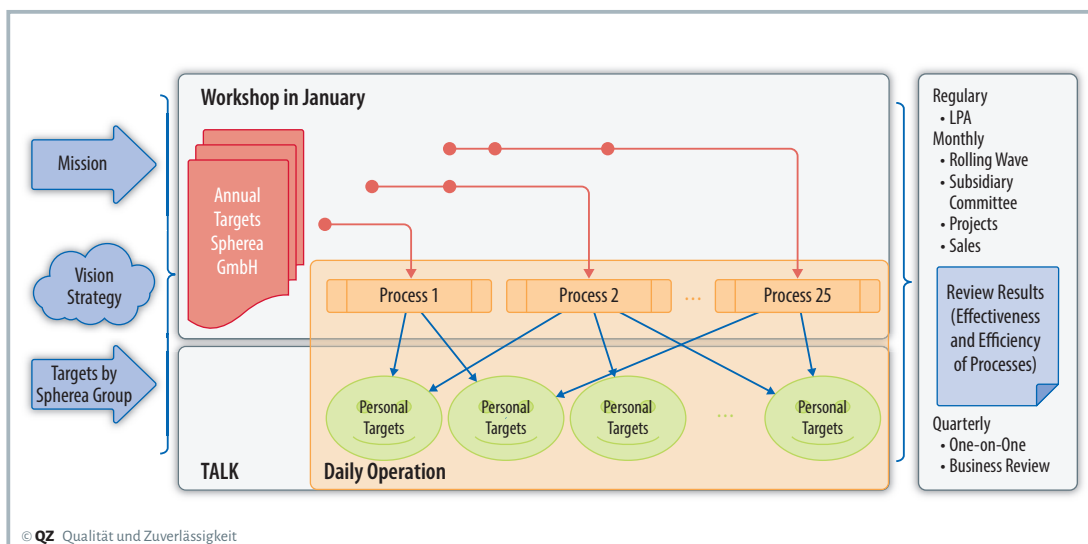 Workshop in January
Mission
Vision
Strategy
Targets by
Spherea Group
Annual
Targets
Spherea
GmbH
Process 1
Process 2
...
Process 25
Personal
Targets
Personal
Targets
Personal
Targets
...
Personal
Targets
TALK
Daily Operation
Regulary
• LPA
Monthly
• Rolling Wave
• Subsidiary
Committee
• Projects
• Sales
Review Results
(Effectiveness
and Efficiency
of Processes)
Quarterly
• One-on-One
• Business Review
© QZ Qualität und Zuverlässigkeit